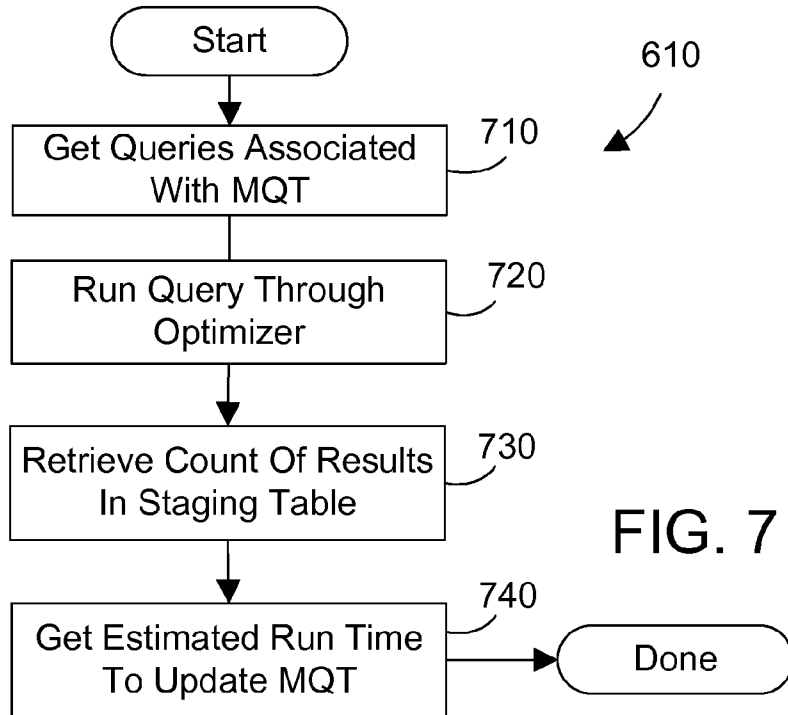 Start
610
710
Get Queries Associated
With MQT
720
Run Query Through
Optimizer
730
Retrieve Count Of Results
In Staging Table
FIG. 7
740
Get Estimated Run Time
To Update MQT
Done